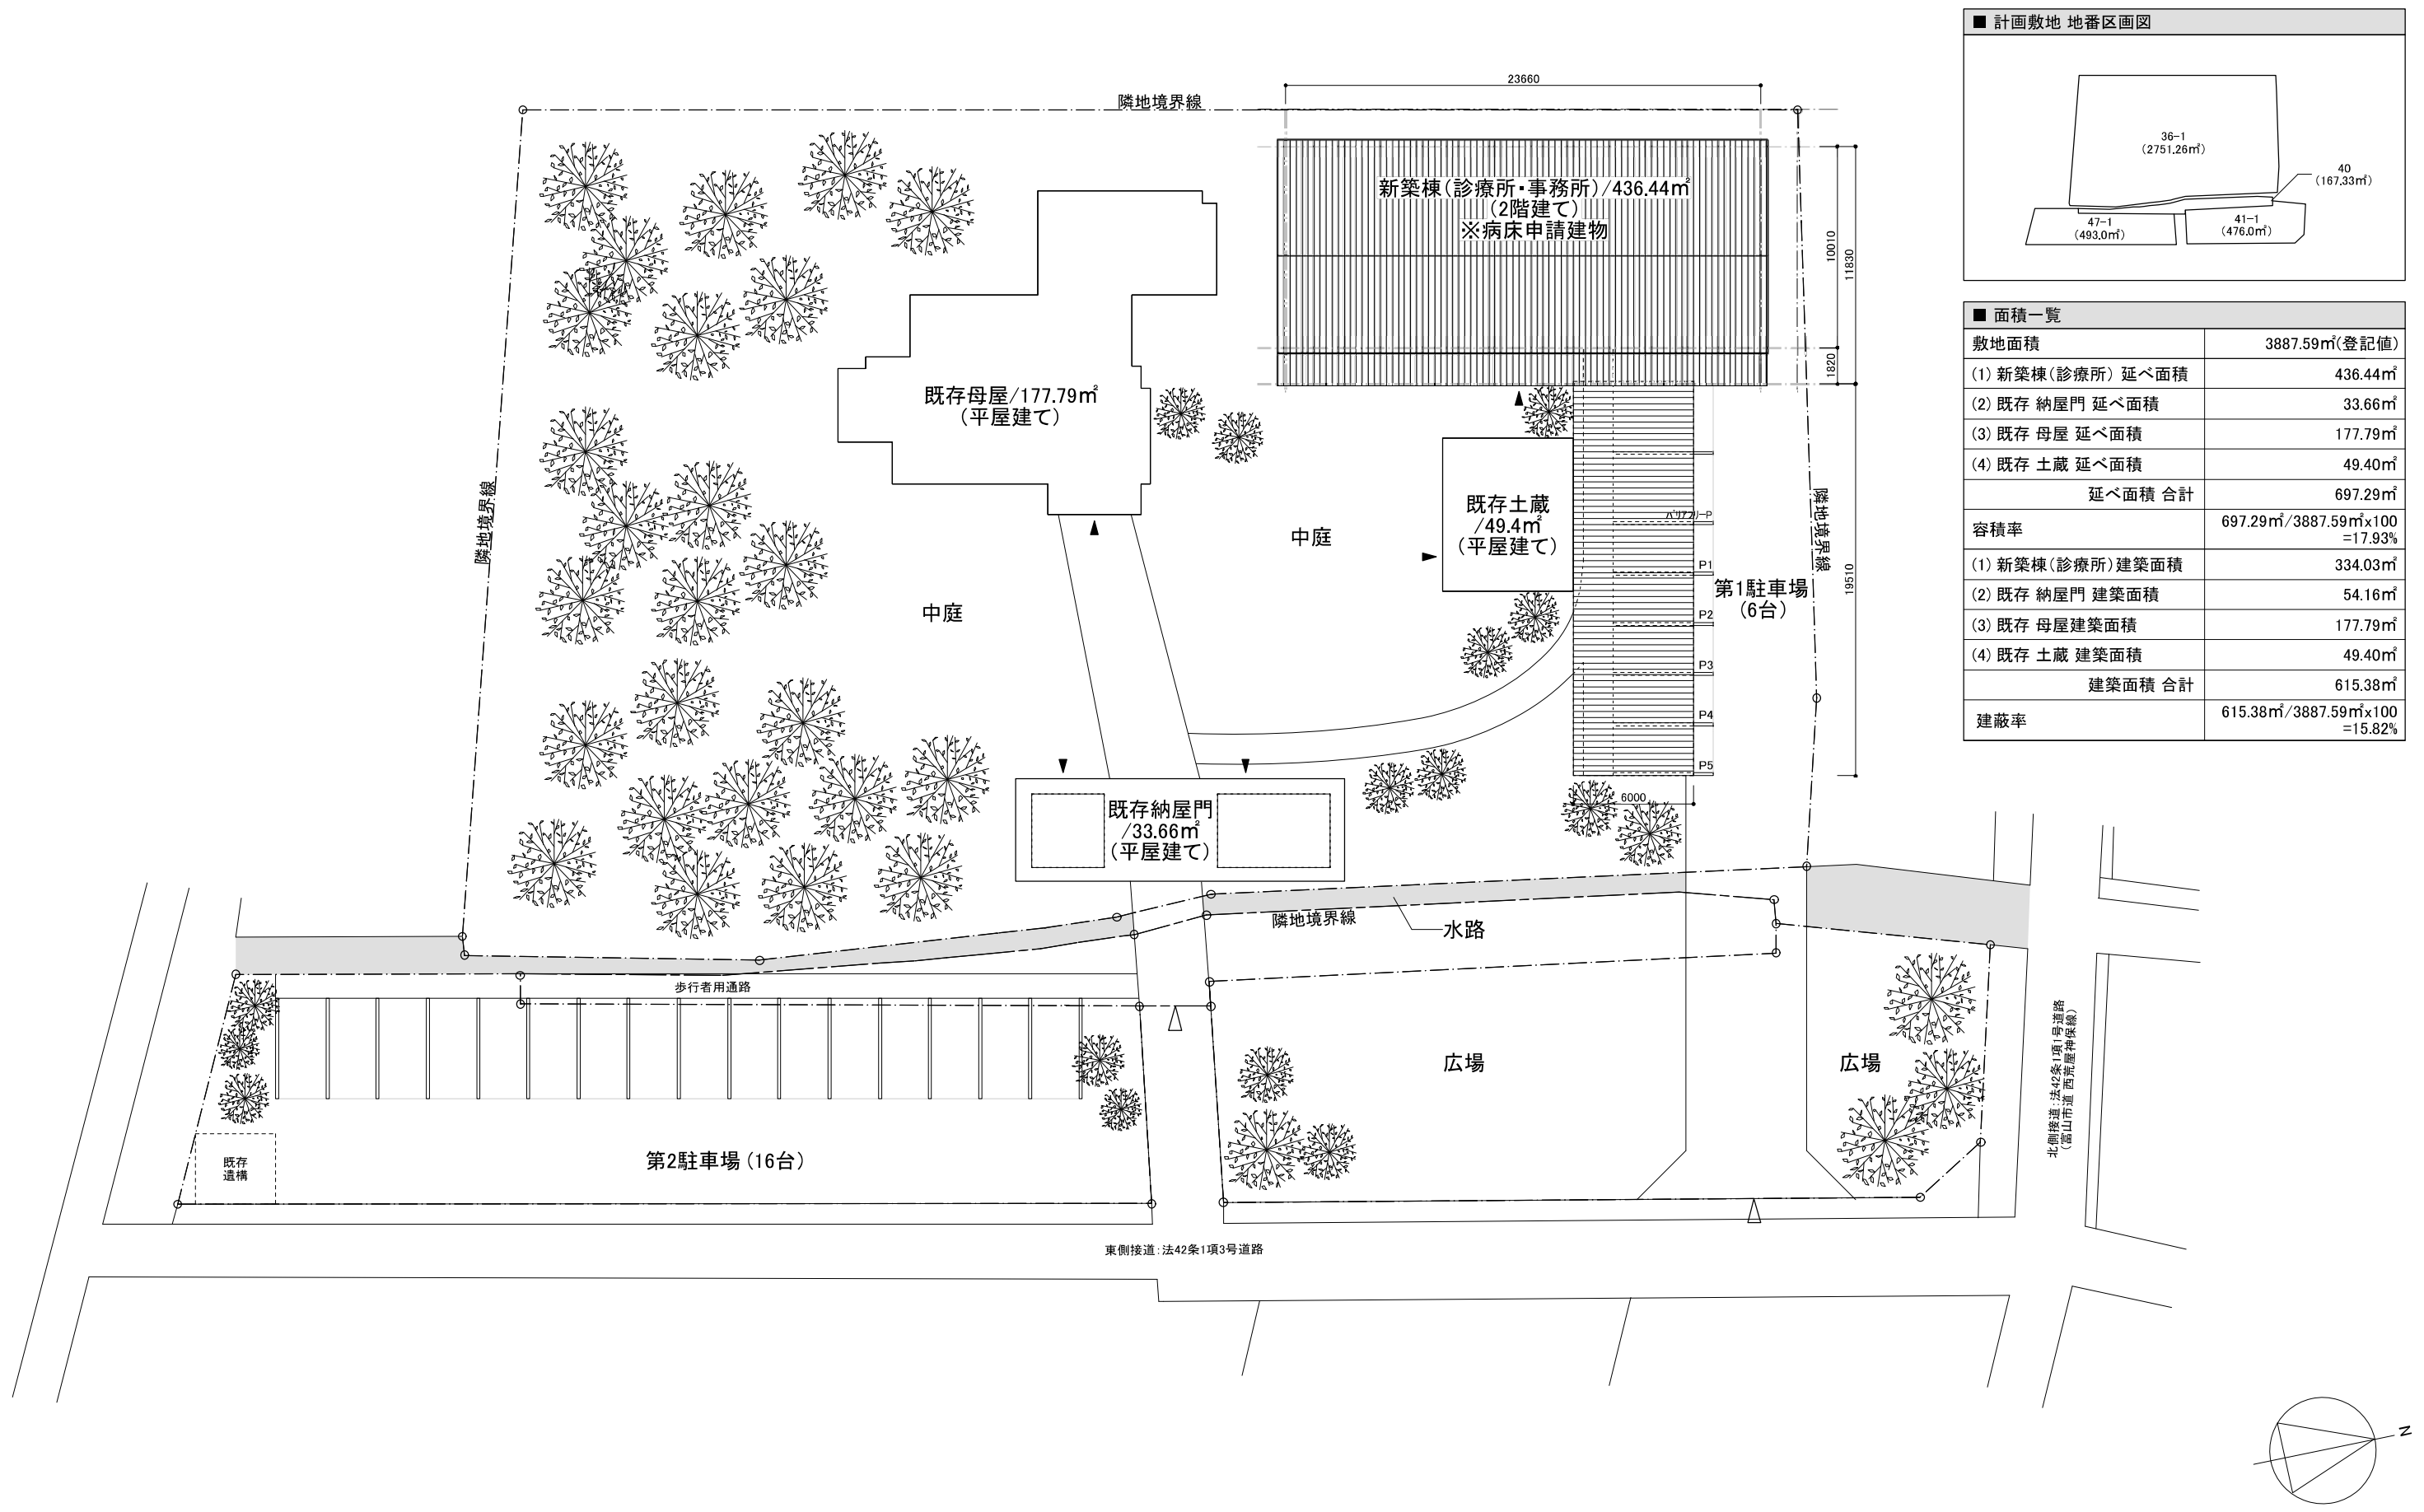 ■ 計画敷地 地番区画図
36-1
(2751.26㎡)
40
(167.33㎡)
47-1
(493.0㎡)
41-1
(476.0㎡)
■ 面積一覧
敷地面積 3887.59㎡(登記値)
(1) 新築棟(診療所) 延べ面積 436.44㎡
(2) 既存 納屋門 延べ面積 33.66㎡
(3) 既存 母屋 延べ面積 177.79㎡
(4) 既存 土蔵 延べ面積 49.40㎡
延べ面積 合計 697.29㎡
容積率 697.29㎡/3887.59㎡x100
=17.93%
(1) 新築棟(診療所)建築面積 334.03㎡
(2) 既存 納屋門 建築面積 54.16㎡
(3) 既存 母屋建築面積 177.79㎡
(4) 既存 土蔵 建築面積 49.40㎡
建築面積 合計 615.38㎡
建蔽率 615.38㎡/3887.59㎡x100
=15.82%
23660
隣地境界線
新築棟(診療所・事務所)/436.44㎡
(2階建て)
※病床申請建物
10010
11830
1820
19510
既存母屋/177.79㎡
(平屋建て)
隣地境界線
隣地境界線
中庭
中庭
既存土蔵
/49.4㎡
(平屋建て)
バリアフリーP
P1
P2
P3
P4
P5
第1駐車場
(6台)
6000
既存納屋門
/33.66㎡
(平屋建て)
隣地境界線
水路
歩行者用通路
広場
広場
第2駐車場(16台)
既存
遺構
北側接道:法42条1項1号道路
(富山市道 西荒屋神保線)
東側接道:法42条1項3号道路
N